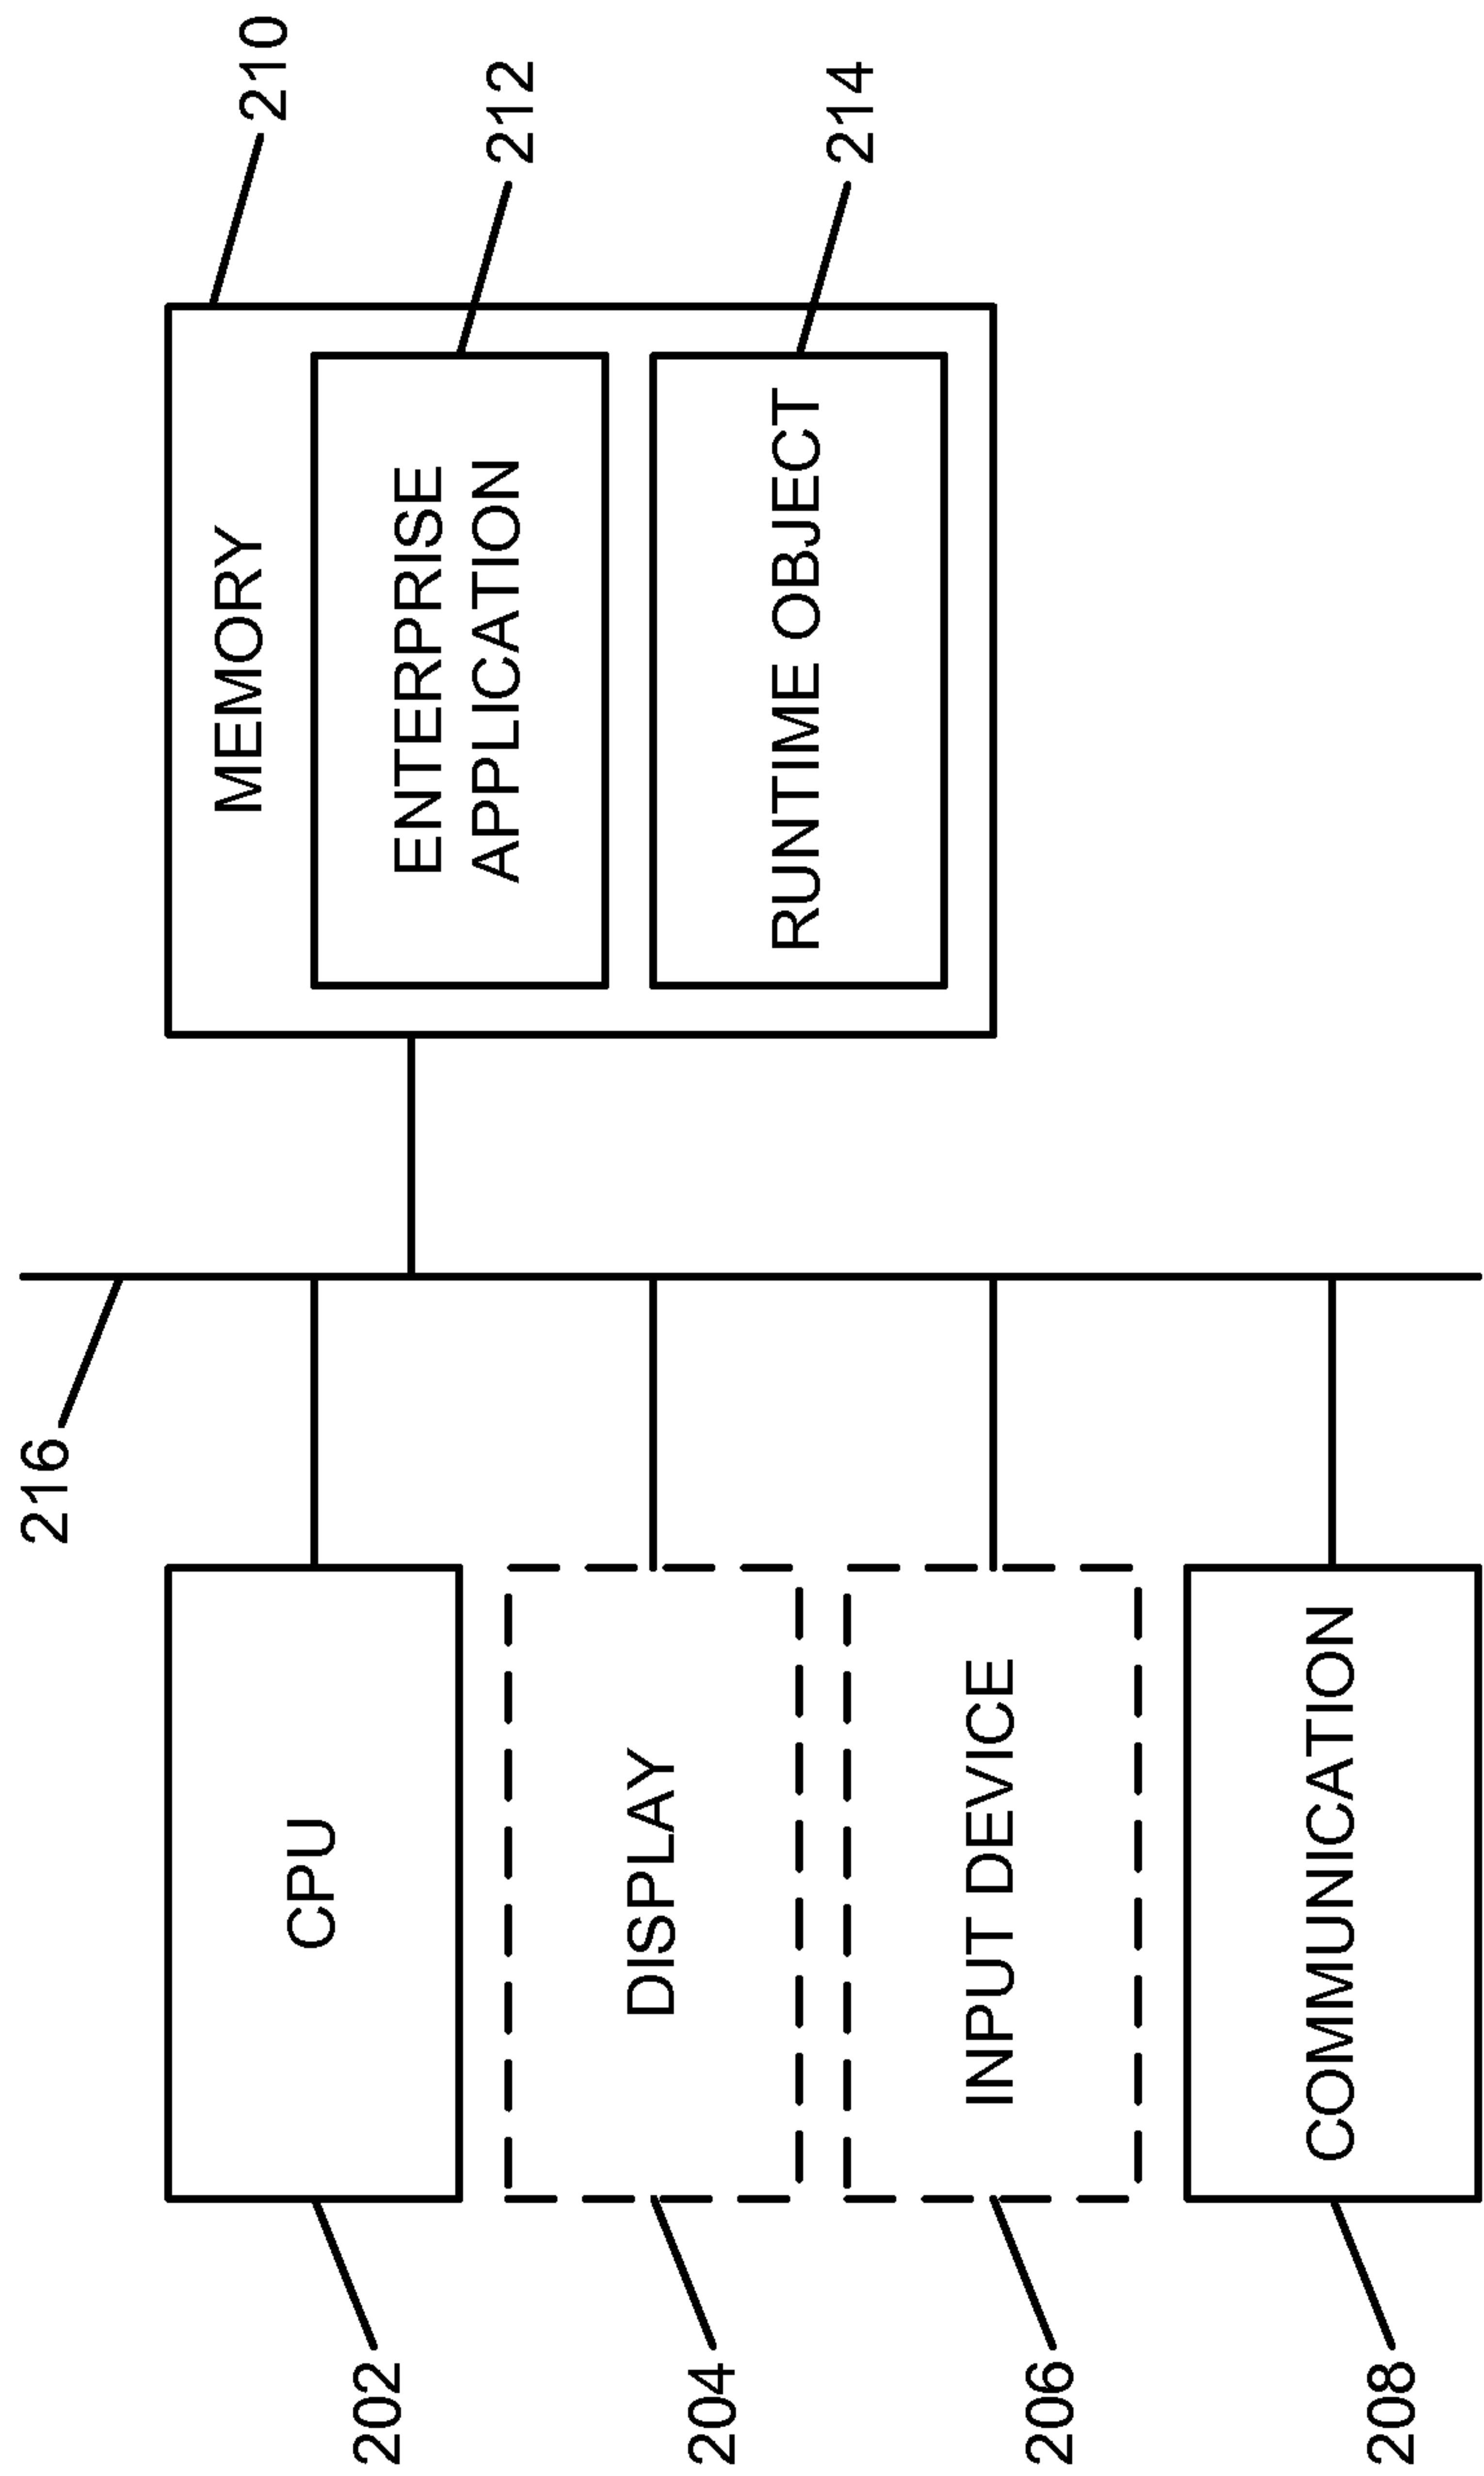 216
202
CPU
204
DISPLAY
206
INPUT DEVICE
208
COMMUNICATION
210
MEMORY
212
ENTERPRISE
APPLICATION
214
RUNTIME OBJECT